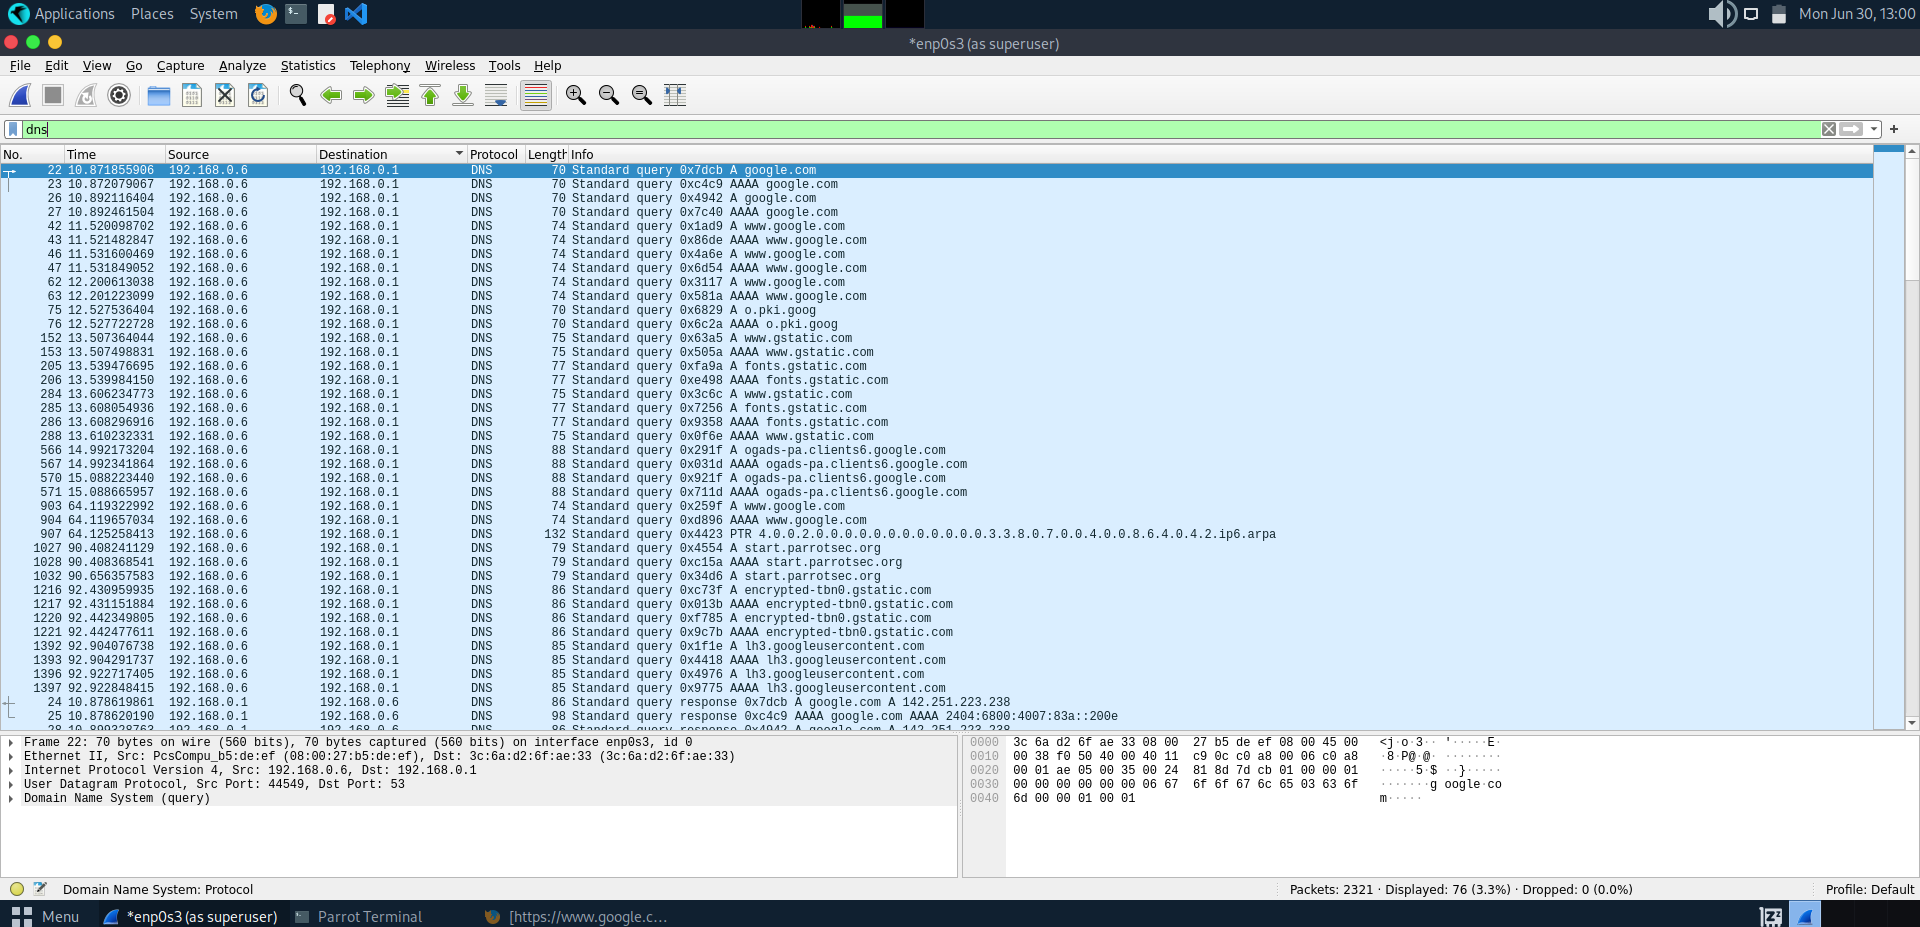 Applications Places System Mon Jun 30, 13:00
*enp0s3 (as superuser)
File Edit View Go Capture Analyze Statistics Telephony Wireless Tools Help
dns
No. Time Source Destination Protocol Length Info
22 10.871855906 192.168.0.6 192.168.0.1 DNS 70 Standard query 0x7dcb A google.com
23 10.872079067 192.168.0.6 192.168.0.1 DNS 70 Standard query 0xc4c9 AAAA google.com
26 10.892116404 192.168.0.6 192.168.0.1 DNS 70 Standard query 0x4942 A google.com
27 10.892461504 192.168.0.6 192.168.0.1 DNS 70 Standard query 0x7c40 AAAA google.com
42 11.520098702 192.168.0.6 192.168.0.1 DNS 74 Standard query 0x1ad9 A www.google.com
43 11.521482847 192.168.0.6 192.168.0.1 DNS 74 Standard query 0x86de AAAA www.google.com
46 11.531600469 192.168.0.6 192.168.0.1 DNS 74 Standard query 0x4a6e A www.google.com
47 11.531849052 192.168.0.6 192.168.0.1 DNS 74 Standard query 0x6d54 AAAA www.google.com
62 12.200613038 192.168.0.6 192.168.0.1 DNS 74 Standard query 0x3117 A www.google.com
63 12.201223099 192.168.0.6 192.168.0.1 DNS 74 Standard query 0x581a AAAA www.google.com
75 12.527536404 192.168.0.6 192.168.0.1 DNS 70 Standard query 0x6829 A o.pki.goog
76 12.527722728 192.168.0.6 192.168.0.1 DNS 70 Standard query 0x6c2a AAAA o.pki.goog
152 13.507364044 192.168.0.6 192.168.0.1 DNS 75 Standard query 0x63a5 A www.gstatic.com
153 13.507498831 192.168.0.6 192.168.0.1 DNS 75 Standard query 0x505a AAAA www.gstatic.com
205 13.539476695 192.168.0.6 192.168.0.1 DNS 77 Standard query 0xfa9a A fonts.gstatic.com
206 13.539984150 192.168.0.6 192.168.0.1 DNS 77 Standard query 0xe498 AAAA fonts.gstatic.com
284 13.606234773 192.168.0.6 192.168.0.1 DNS 75 Standard query 0x3c6c A www.gstatic.com
285 13.608054936 192.168.0.6 192.168.0.1 DNS 77 Standard query 0x7256 A fonts.gstatic.com
286 13.608296916 192.168.0.6 192.168.0.1 DNS 77 Standard query 0x9358 AAAA fonts.gstatic.com
288 13.610232331 192.168.0.6 192.168.0.1 DNS 75 Standard query 0x0f6e AAAA www.gstatic.com
566 14.992173204 192.168.0.6 192.168.0.1 DNS 88 Standard query 0x291f A ogads-pa.clients6.google.com
567 14.992341864 192.168.0.6 192.168.0.1 DNS 88 Standard query 0x031d AAAA ogads-pa.clients6.google.com
570 15.088223440 192.168.0.6 192.168.0.1 DNS 88 Standard query 0x921f A ogads-pa.clients6.google.com
571 15.088665957 192.168.0.6 192.168.0.1 DNS 88 Standard query 0x711d AAAA ogads-pa.clients6.google.com
903 64.119322992 192.168.0.6 192.168.0.1 DNS 74 Standard query 0x259f A www.google.com
904 64.119657034 192.168.0.6 192.168.0.1 DNS 74 Standard query 0xd896 AAAA www.google.com
907 64.125258413 192.168.0.6 192.168.0.1 DNS 132 Standard query 0x4423 PTR 4.0.0.2.0.0.0.0.0.0.0.0.0.0.0.0.3.3.8.0.7.0.0.4.0.0.8.6.4.0.4.2.ip6.arpa
1027 90.408241129 192.168.0.6 192.168.0.1 DNS 79 Standard query 0x4554 A start.parrotsec.org
1028 90.408368541 192.168.0.6 192.168.0.1 DNS 79 Standard query 0xc15a AAAA start.parrotsec.org
1032 90.656357583 192.168.0.6 192.168.0.1 DNS 79 Standard query 0x34d6 A start.parrotsec.org
1216 92.430959935 192.168.0.6 192.168.0.1 DNS 86 Standard query 0xc73f A encrypted-tbn0.gstatic.com
1217 92.431151884 192.168.0.6 192.168.0.1 DNS 86 Standard query 0x013b AAAA encrypted-tbn0.gstatic.com
1220 92.442349805 192.168.0.6 192.168.0.1 DNS 86 Standard query 0xf785 A encrypted-tbn0.gstatic.com
1221 92.442477611 192.168.0.6 192.168.0.1 DNS 86 Standard query 0x9c7b AAAA encrypted-tbn0.gstatic.com
1392 92.904076738 192.168.0.6 192.168.0.1 DNS 85 Standard query 0x1f1e A lh3.googleusercontent.com
1393 92.904291737 192.168.0.6 192.168.0.1 DNS 85 Standard query 0x4418 AAAA lh3.googleusercontent.com
1396 92.922717405 192.168.0.6 192.168.0.1 DNS 85 Standard query 0x4976 A lh3.googleusercontent.com
1397 92.922848415 192.168.0.6 192.168.0.1 DNS 85 Standard query 0x9775 AAAA lh3.googleusercontent.com
24 10.878619861 192.168.0.1 192.168.0.6 DNS 86 Standard query response 0x7dcb A google.com A 142.251.223.238
25 10.878620190 192.168.0.1 192.168.0.6 DNS 98 Standard query response 0xc4c9 AAAA google.com AAAA 2404:6800:4007:83a::200e
28 10.899328763 192.168.0.1 192.168.0.6 DNS 86 Standard query response 0x4942 A google.com A 142.251.223.238
Frame 22: 70 bytes on wire (560 bits), 70 bytes captured (560 bits) on interface enp0s3, id 0
Ethernet II, Src: PcsCompu_b5:de:ef (08:00:27:b5:de:ef), Dst: 3c:6a:d2:6f:ae:33 (3c:6a:d2:6f:ae:33)
Internet Protocol Version 4, Src: 192.168.0.6, Dst: 192.168.0.1
User Datagram Protocol, Src Port: 44549, Dst Port: 53
Domain Name System (query)
0000 3c 6a d2 6f ae 33 08 00 27 b5 de ef 08 00 45 00 <j·o·3·· '·····E·
0010 00 38 f0 50 40 00 40 11 c9 0c c0 a8 00 06 c0 a8 ·8·P@·@· ········
0020 00 01 ae 05 00 35 00 24 81 8d 7d cb 01 00 00 01 ·····5·$ ··}·····
0030 00 00 00 00 00 00 06 67 6f 6f 67 6c 65 03 63 6f ·······g oogle·co
0040 6d 00 00 01 00 01 m·····
Domain Name System: Protocol Packets: 2321 · Displayed: 76 (3.3%) · Dropped: 0 (0.0%) Profile: Default
Menu *enp0s3 (as superuser) Parrot Terminal [https://www.google.c...